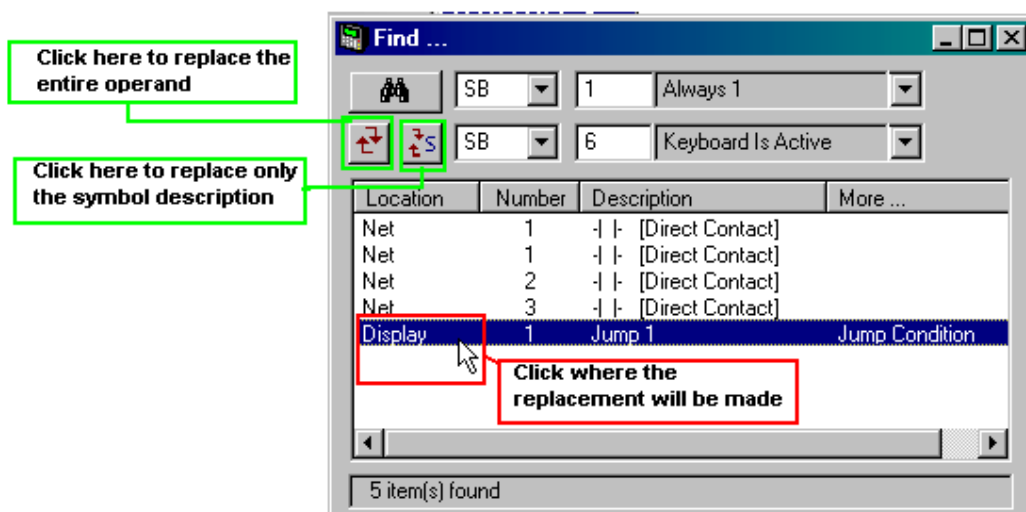 Find ...
Click here to replace the
entire operand
SB 1 Always 1
S SB 6 Keyboard Is Active
Click here to replace only
the symbol description
Location Number Description More ...
Net 1 -| |- [Direct Contact]
Net 1 -| |- [Direct Contact]
Net 2 -| |- [Direct Contact]
Net 3 -| |- [Direct Contact]
Display 1 Jump 1 Jump Condition
Click where the
replacement will be made
5 item(s) found